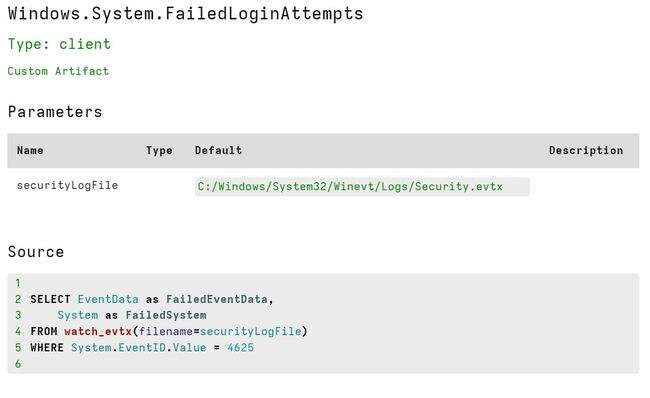 Windows.System.FailedLoginAttempts
Type: client
Custom Artifact
Parameters
Name Type Default Description
securityLogFile C:/Windows/System32/Winevt/Logs/Security.evtx
Source
1
2 SELECT EventData as FailedEventData,
3 System as FailedSystem
4 FROM watch_evtx(filename=securityLogFile)
5 WHERE System.EventID.Value = 4625
6